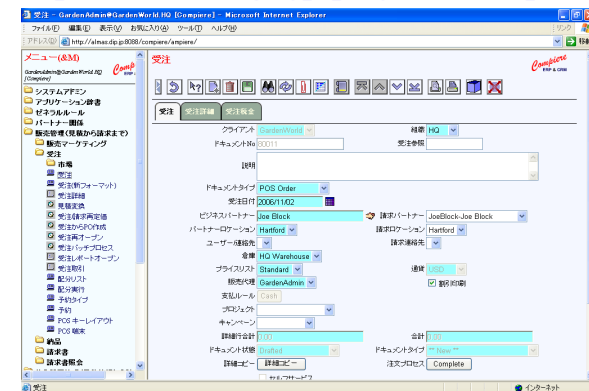 受注 - GardenAdmin@GardenWorld.HQ [Compiere] - Microsoft Internet Explorer
ファイル(F) 編集(E) 表示(V) お気に入り(A) ツール(T) ヘルプ(H)
リンク
アドレス(D) http://almas.dip.jp:8088/compiere/ampiere/ 移動
メニュー(&M)
GardenAdmin@GardenWorld.HQ
[Compiere]
Compiere
システムアドミン
アプリケーション辞書
ゼネラルルール
パートナー関係
販売管理(見積から請求まで)
販売マーケティング
受注
市場
受注
受注(新フォーマット)
受注詳細
見積変換
受注/請求再定価
受注からPO作成
受注再オープン
受注バッチプロセス
受注レポートオープン
受注取引
配分リスト
配分実行
予約タイプ
予約
POS キーレイアウト
POS 端末
納品
請求書
請求書照会
受注
Compiere
ERP & CRM
受注 受注詳細 受注税金
クライアント GardenWorld 組織 HQ
ドキュメントNo 80011 受注参照
説明
ドキュメントタイプ POS Order
受注日付 2006/11/02
ビジネスパートナー Joe Block 請求パートナー JoeBlock-Joe Block
パートナーロケーション Hartford 請求ロケーション Hartford
ユーザー/連絡先 請求連絡先
倉庫 HQ Warehouse
プライスリスト Standard 通貨 USD
販売代理 GardenAdmin 割引印刷
支払ルール Cash
プロジェクト
キャンペーン
詳細行合計 0.00 合計 0.00
ドキュメント状態 Drafted ドキュメントタイプ ** New **
詳細コピー 詳細コピー 注文プロセス Complete
セルフサービス
受注 インターネット